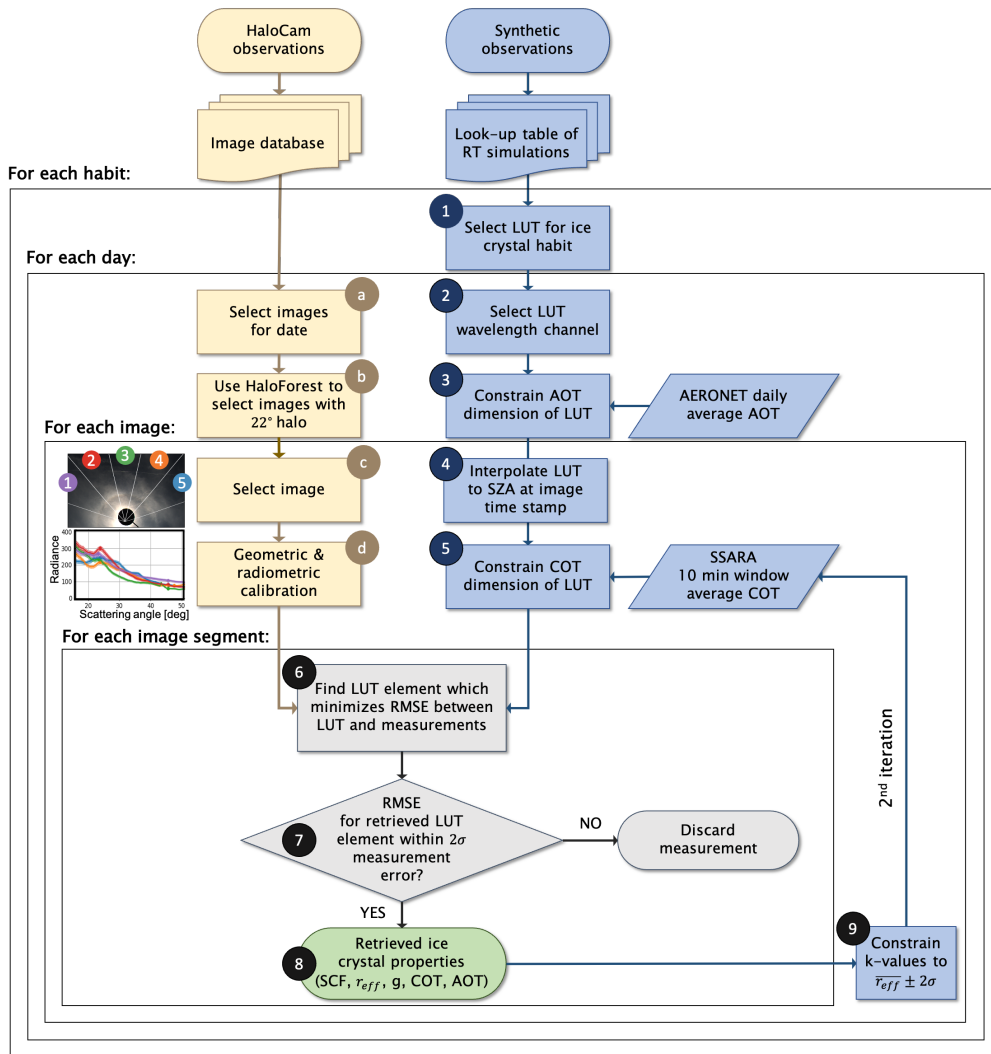 HaloCam
observations
Synthetic
observations
Image database
Look-up table of
RT simulations
For each habit:
1
Select LUT for ice
crystal habit
For each day:
a
Select images
for date
2
Select LUT
wavelength channel
b
Use HaloForest to
select images with
22° halo
3
Constrain AOT
dimension of LUT
AERONET daily
average AOT
For each image:
1
2
3
4
5
c
Select image
4
Interpolate LUT
to SZA at image
time stamp
400
300
200
100
0
Radiance
20
30
40
50
Scattering angle [deg]
d
Geometric &
radiometric
calibration
5
Constrain COT
dimension of LUT
SSARA
10 min window
average COT
For each image segment:
6
Find LUT element which
minimizes RMSE between
LUT and measurements
7
RMSE
for retrieved LUT
element within 2σ
measurement
error?
NO
Discard
measurement
YES
8
Retrieved ice
crystal properties
(SCF, r_eff, g, COT, AOT)
9
Constrain
k-values to
r̅_eff ± 2σ
2nd iteration